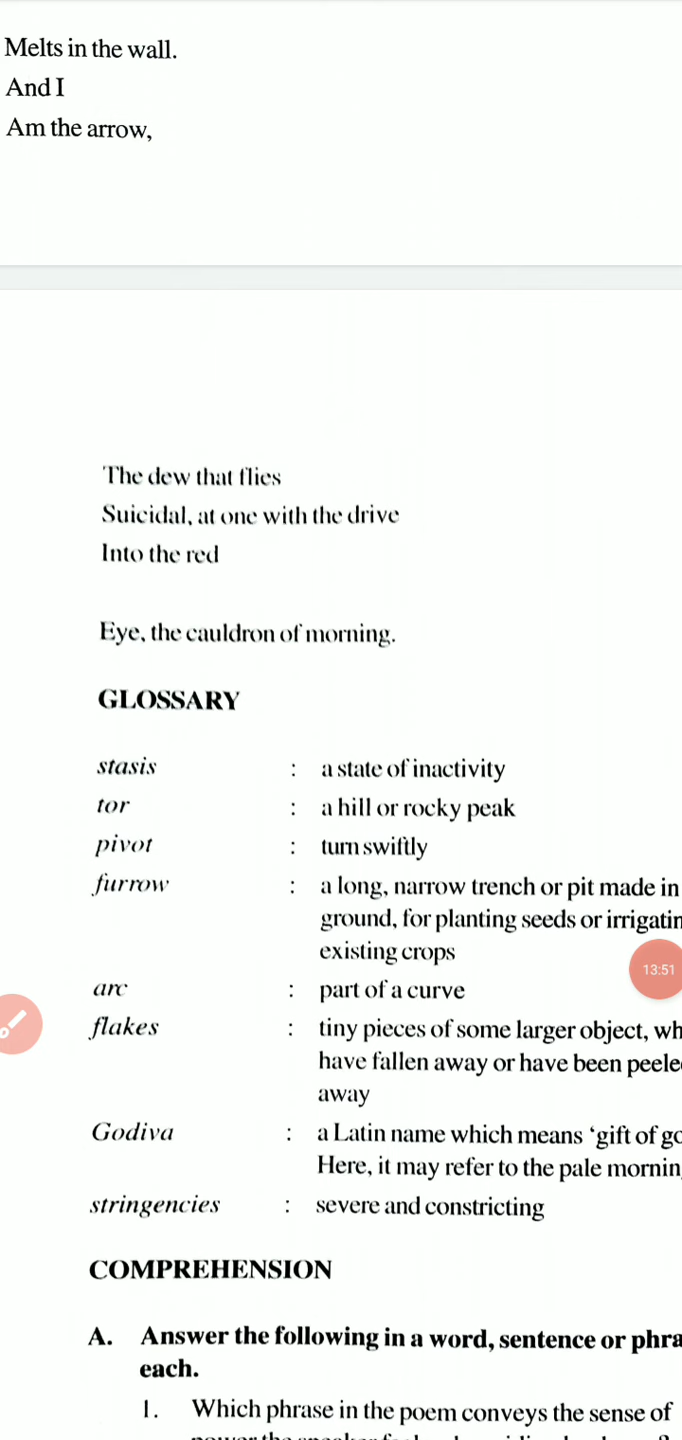 Melts in the wall.
And I
Am the arrow,
The dew that flies
Suicidal, at one with the drive
Into the red
Eye, the cauldron of morning.
GLOSSARY
stasis : a state of inactivity
tor : a hill or rocky peak
pivot : turn swiftly
furrow : a long, narrow trench or pit made in
ground, for planting seeds or irrigatin
existing crops
13:51
arc : part of a curve
flakes : tiny pieces of some larger object, wh
have fallen away or have been peele
away
Godiva : a Latin name which means ‘gift of go
Here, it may refer to the pale mornin
stringencies : severe and constricting
COMPREHENSION
A. Answer the following in a word, sentence or phra
each.
1. Which phrase in the poem conveys the sense of